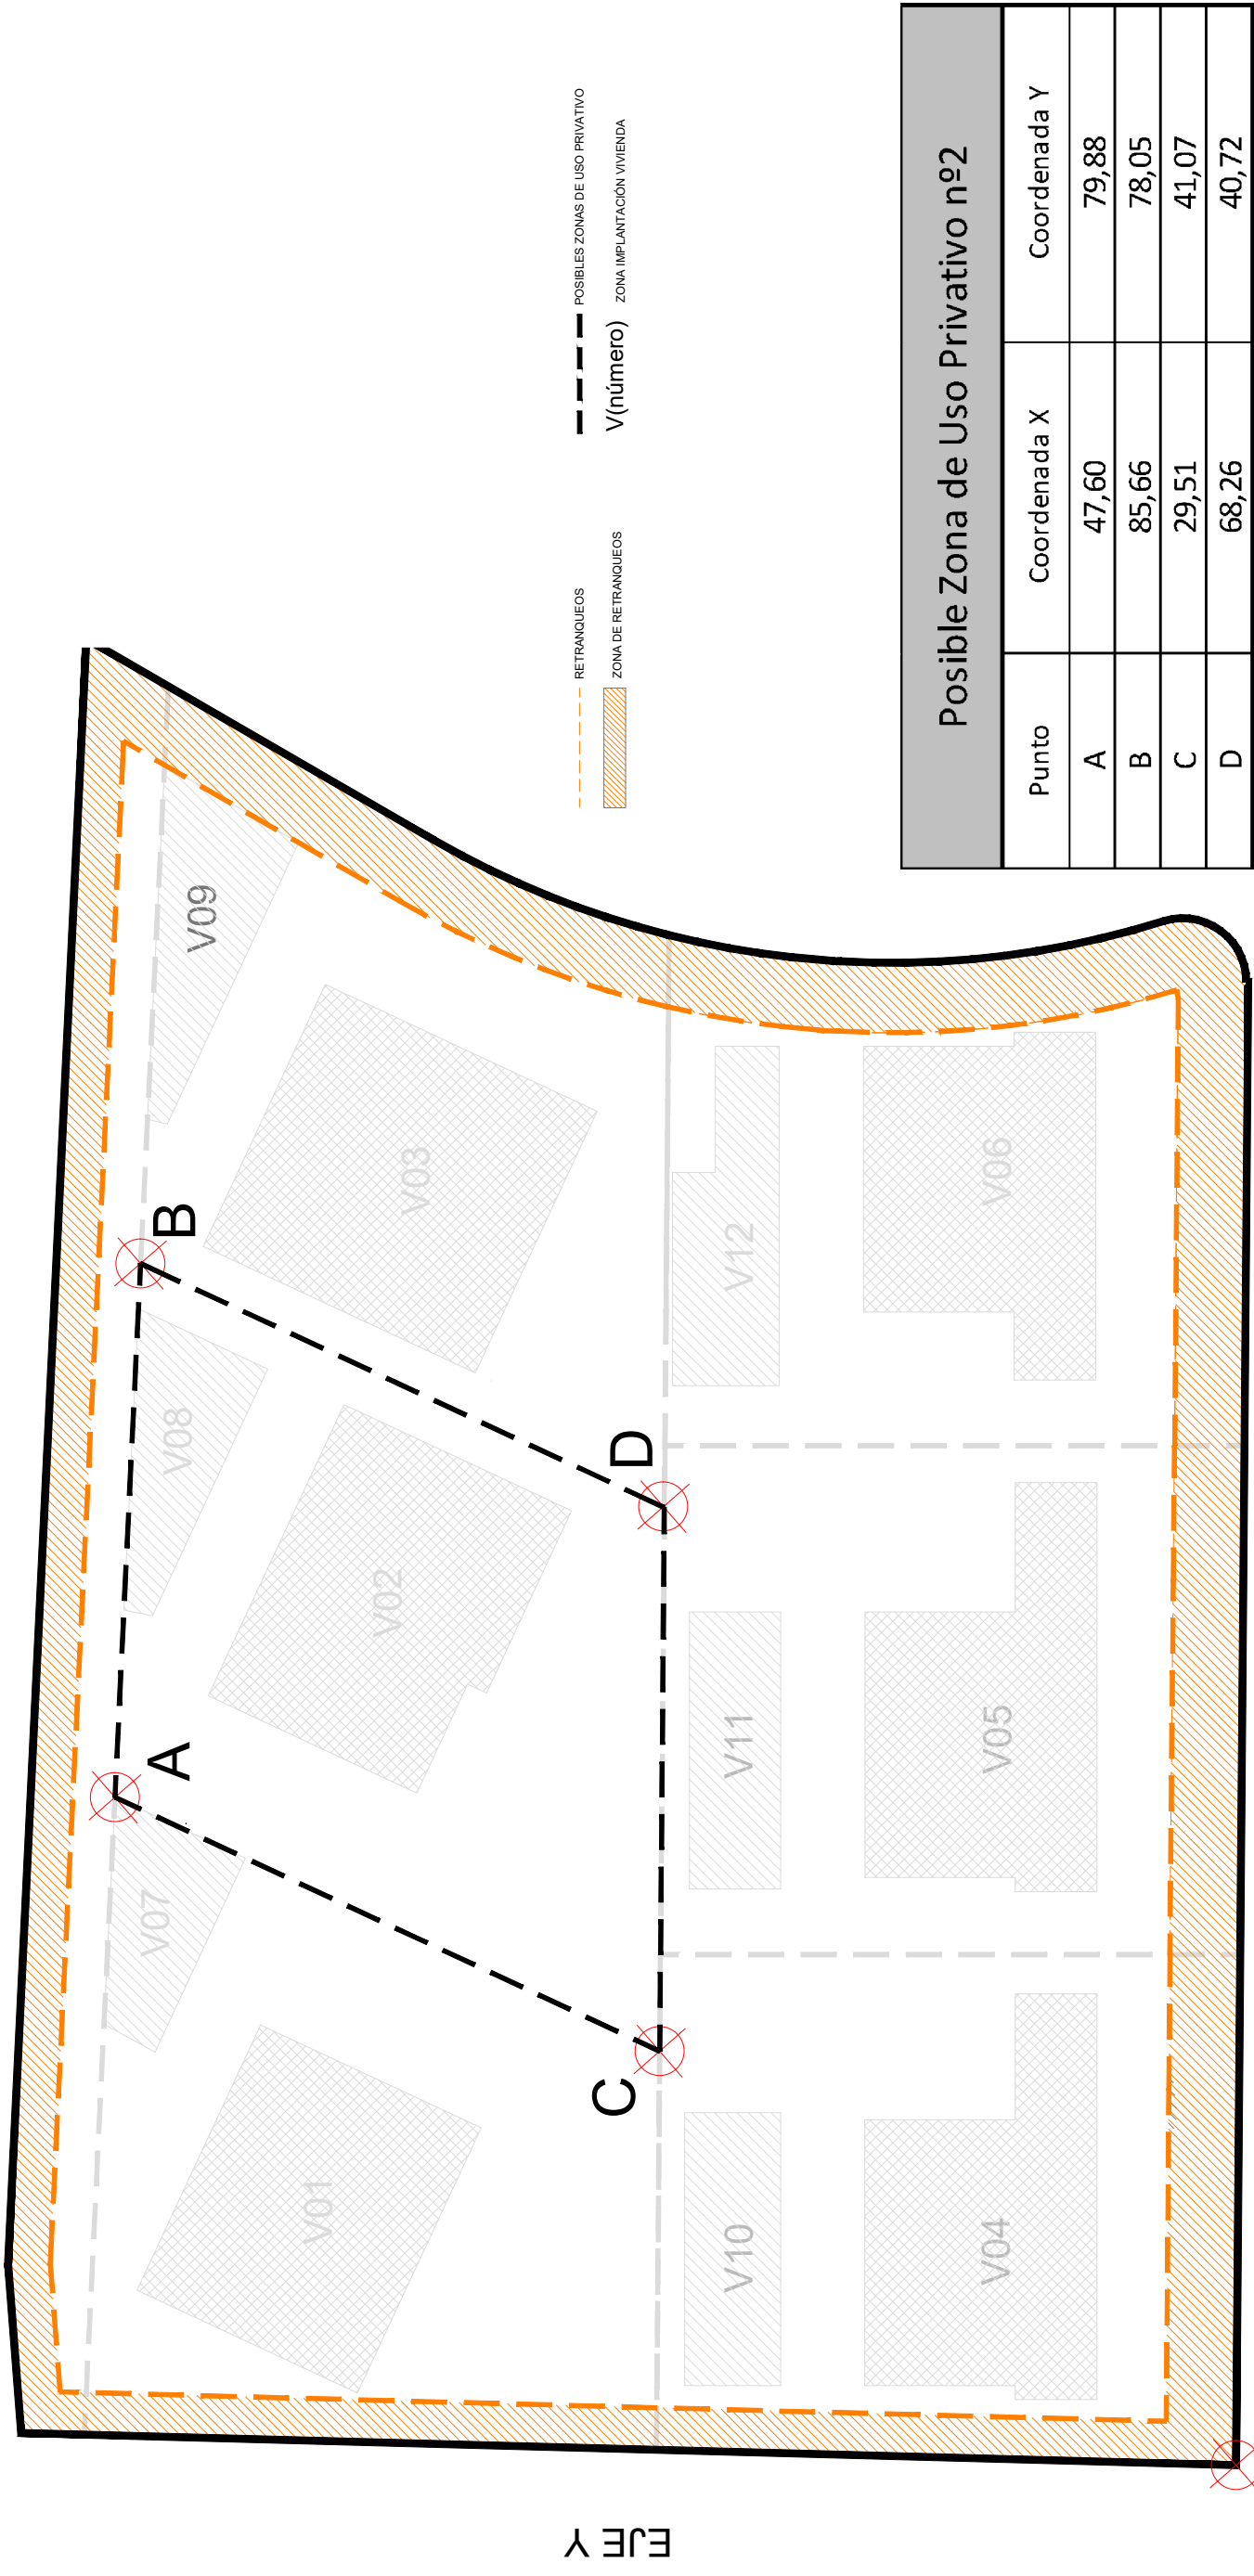 V09
V08
V07
B
A
V03
V02
V01
D
C
V12
V11
V10
V06
V05
V04
EJE Y
RETRANQUEOS
ZONA DE RETRANQUEOS
POSIBLES ZONAS DE USO PRIVATIVO
V(número) ZONA IMPLANTACIÓN VIVIENDA
Posible Zona de Uso Privativo nº2
Punto Coordenada X Coordenada Y
A 47,60 79,88
B 85,66 78,05
C 29,51 41,07
D 68,26 40,72